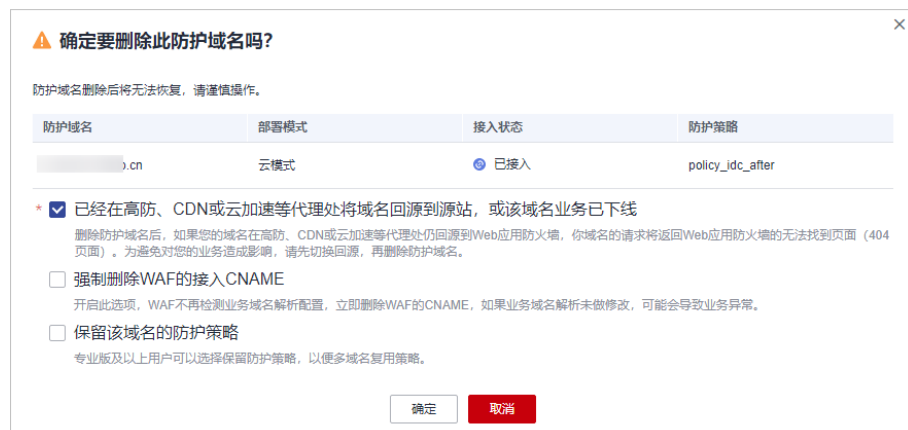 确定要删除此防护域名吗?
防护域名删除后将无法恢复，请谨慎操作。
防护域名 部署模式 接入状态 防护策略
.cn 云模式 已接入 policy_idc_after
* 已经在高防、CDN或云加速等代理处将域名回源到源站，或该域名业务已下线
删除防护域名后，如果您的域名在高防、CDN或云加速等代理处仍回源到Web应用防火墙，你域名的请求将返回Web应用防火墙的无法找到页面（404
页面）。为避免对您的业务造成影响，请先切换回源，再删除防护域名。
强制删除WAF的接入CNAME
开启此选项，WAF不再检测业务域名解析配置，立即删除WAF的CNAME，如果业务域名解析未做修改，可能会导致业务异常。
保留该域名的防护策略
专业版及以上用户可以选择保留防护策略，以便多域名复用策略。
确定 取消